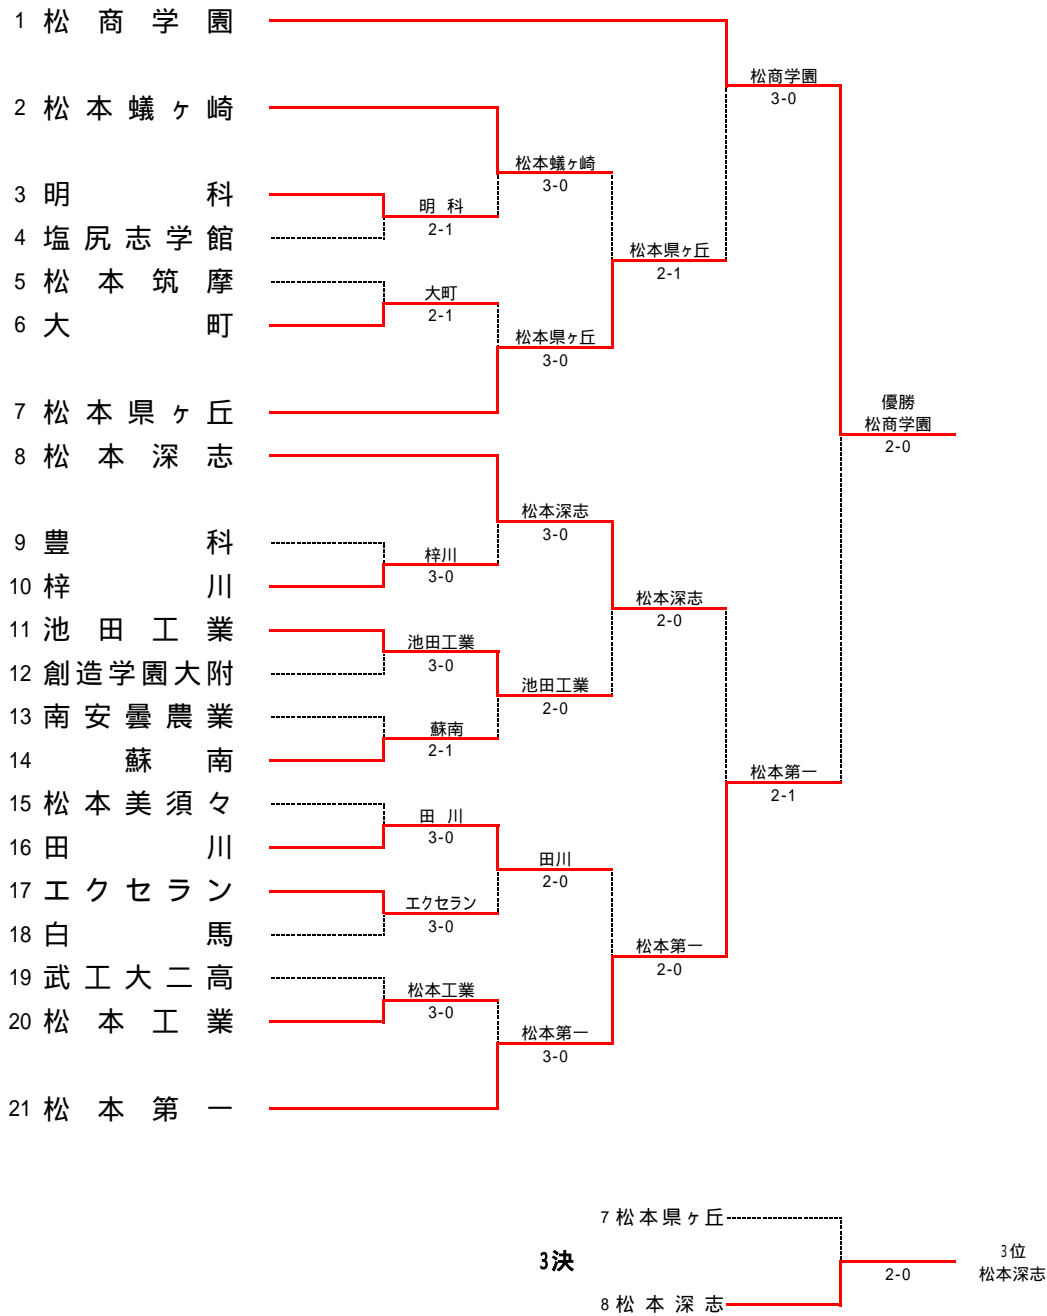 1 松商学園
松商学園
3-0
2 松本蟻ヶ崎
松本蟻ヶ崎
3-0
3 明科
明科
2-1
4 塩尻志学館
松本県ヶ丘
2-1
5 松本筑摩
大町
2-1
6 大町
松本県ヶ丘
3-0
7 松本県ヶ丘
優勝
松商学園
2-0
8 松本深志
松本深志
3-0
9 豊科
梓川
3-0
10 梓川
松本深志
2-0
11 池田工業
池田工業
3-0
12 創造学園大附
池田工業
2-0
13 南安曇農業
蘇南
2-1
14 蘇南
松本第一
2-1
15 松本美須々
田川
3-0
16 田川
田川
2-0
17 エクセラン
エクセラン
3-0
18 白馬
松本第一
2-0
19 武工大二高
松本工業
3-0
20 松本工業
松本第一
3-0
21 松本第一
7 松本県ヶ丘
3決
2-0
3位
松本深志
8 松本深志